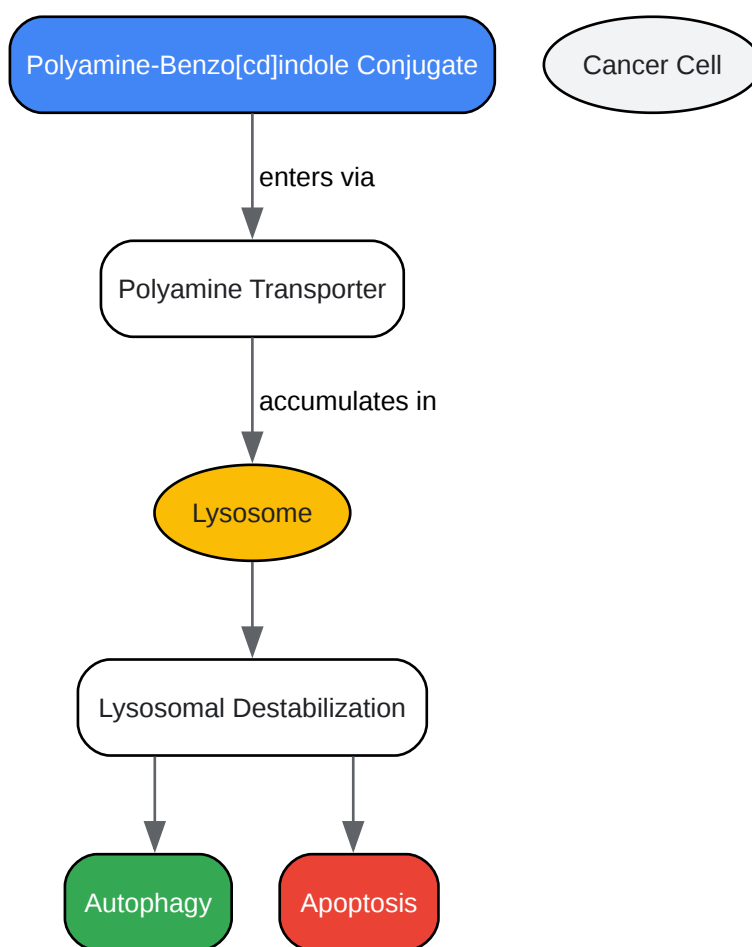 Polyamine-Benzo[cd]indole Conjugate
Cancer Cell
enters via
Polyamine Transporter
accumulates in
Lysosome
Lysosomal Destabilization
Autophagy
Apoptosis